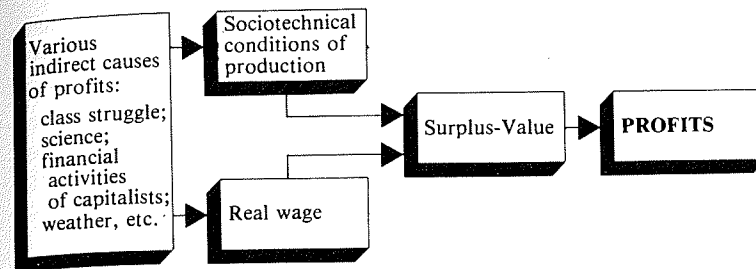 Various
indirect causes
of profits:
class struggle;
science;
financial
activities
of capitalists;
weather, etc.
Sociotechnical
conditions of
production
Real wage
Surplus-Value
PROFITS